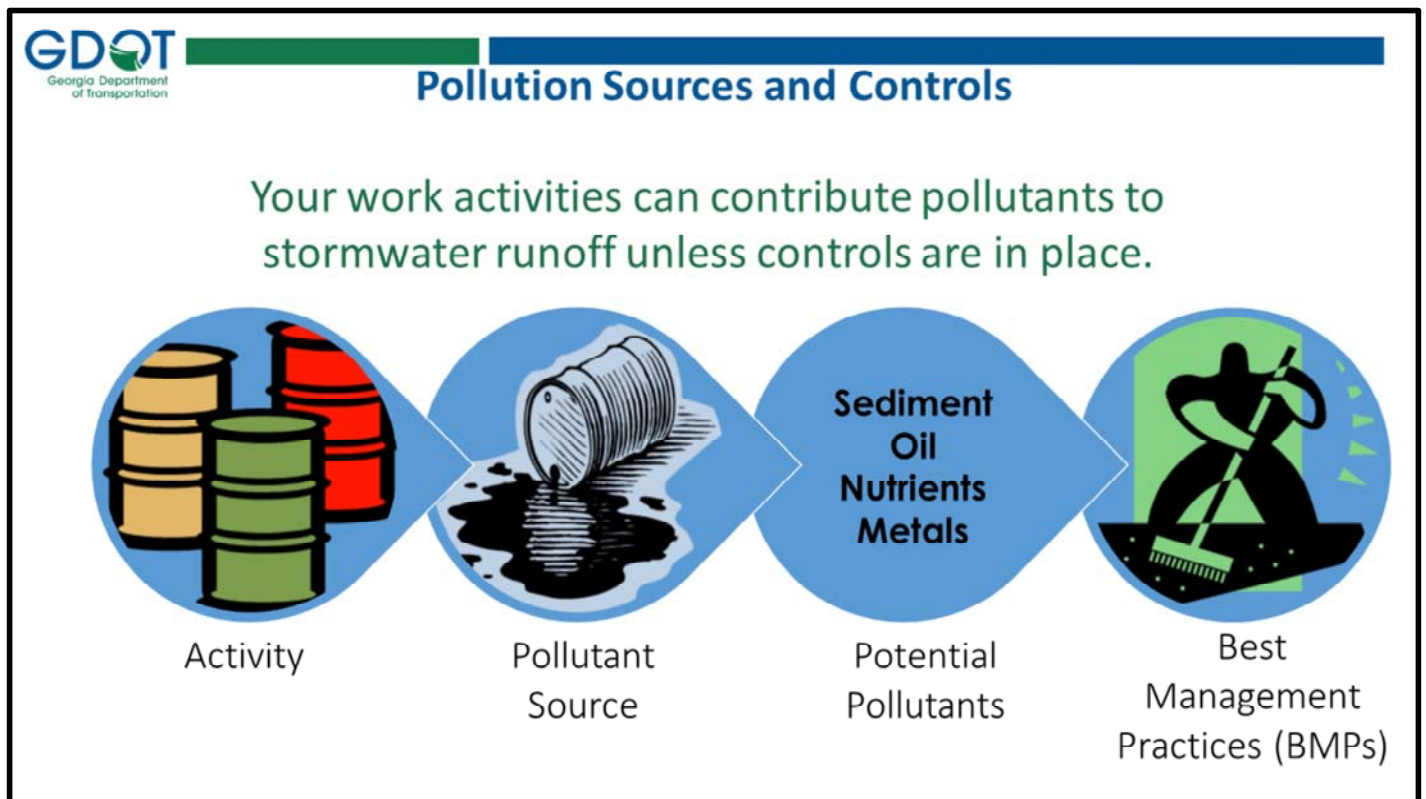 GDOT
Georgia Department
of Transportation
Pollution Sources and Controls
Your work activities can contribute pollutants to
stormwater runoff unless controls are in place.
Sediment
Oil
Nutrients
Metals
Activity
Pollutant
Source
Potential
Pollutants
Best
Management
Practices (BMPs)